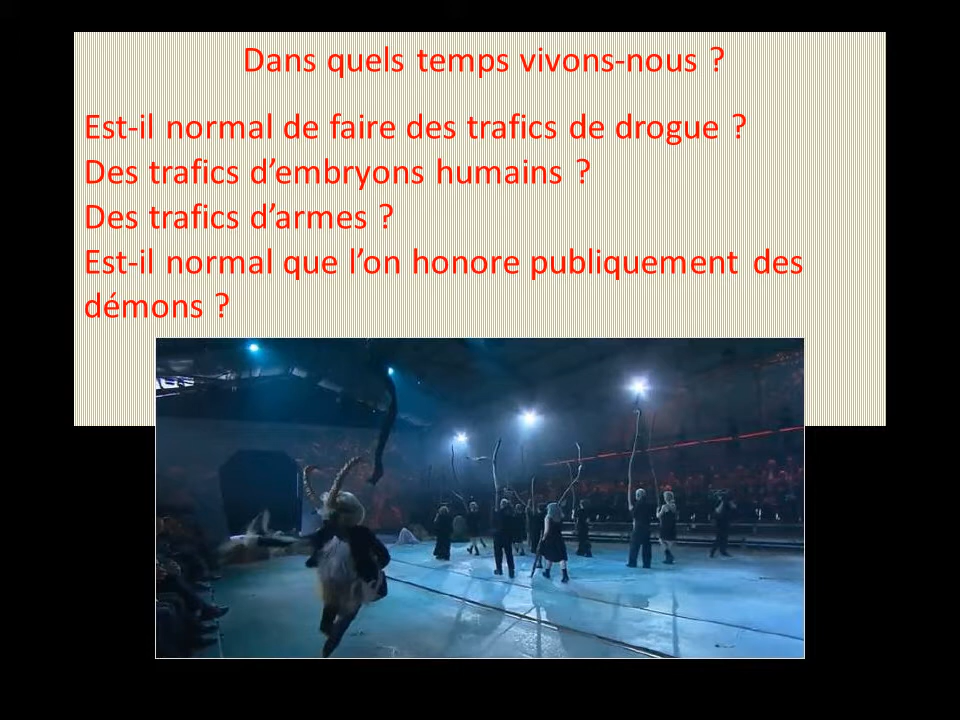 Dans quels temps vivons-nous ?
Est-il normal de faire des trafics de drogue ?
Des trafics d’embryons humains ?
Des trafics d’armes ?
Est-il normal que l’on honore publiquement des
démons ?